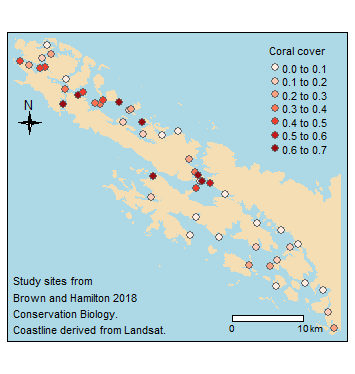 Coral cover
0.0 to 0.1
0.1 to 0.2
0.2 to 0.3
0.3 to 0.4
0.4 to 0.5
0.5 to 0.6
0.6 to 0.7
N
Study sites from
Brown and Hamilton 2018
Conservation Biology.
Coastline derived from Landsat.
0 10 km